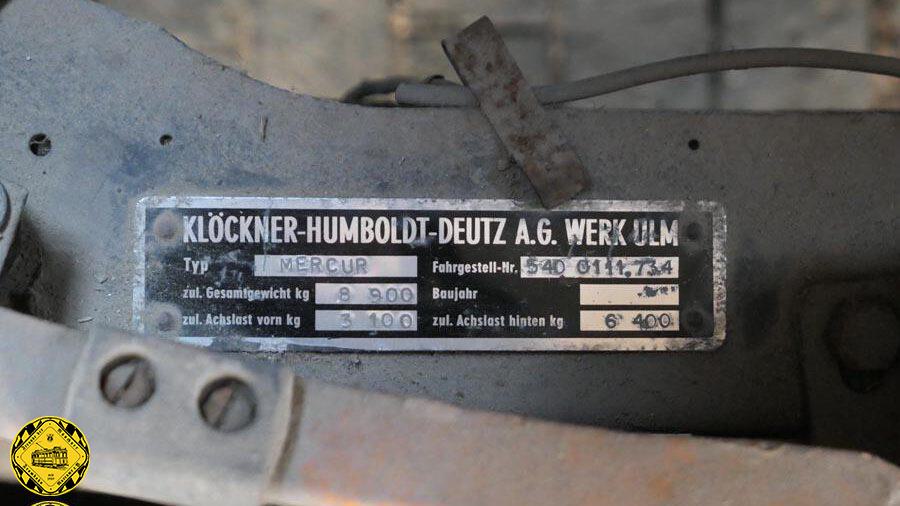 KLÖCKNER-HUMBOLDT-DEUTZ A.G. WERK ULM
Typ MERCUR Fahrgestell-Nr. 540 0111,734
zul. Gesamtgewicht kg 8 900 Baujahr
zul. Achslast vorn kg 3 100 zul. Achslast hinten kg 6 400